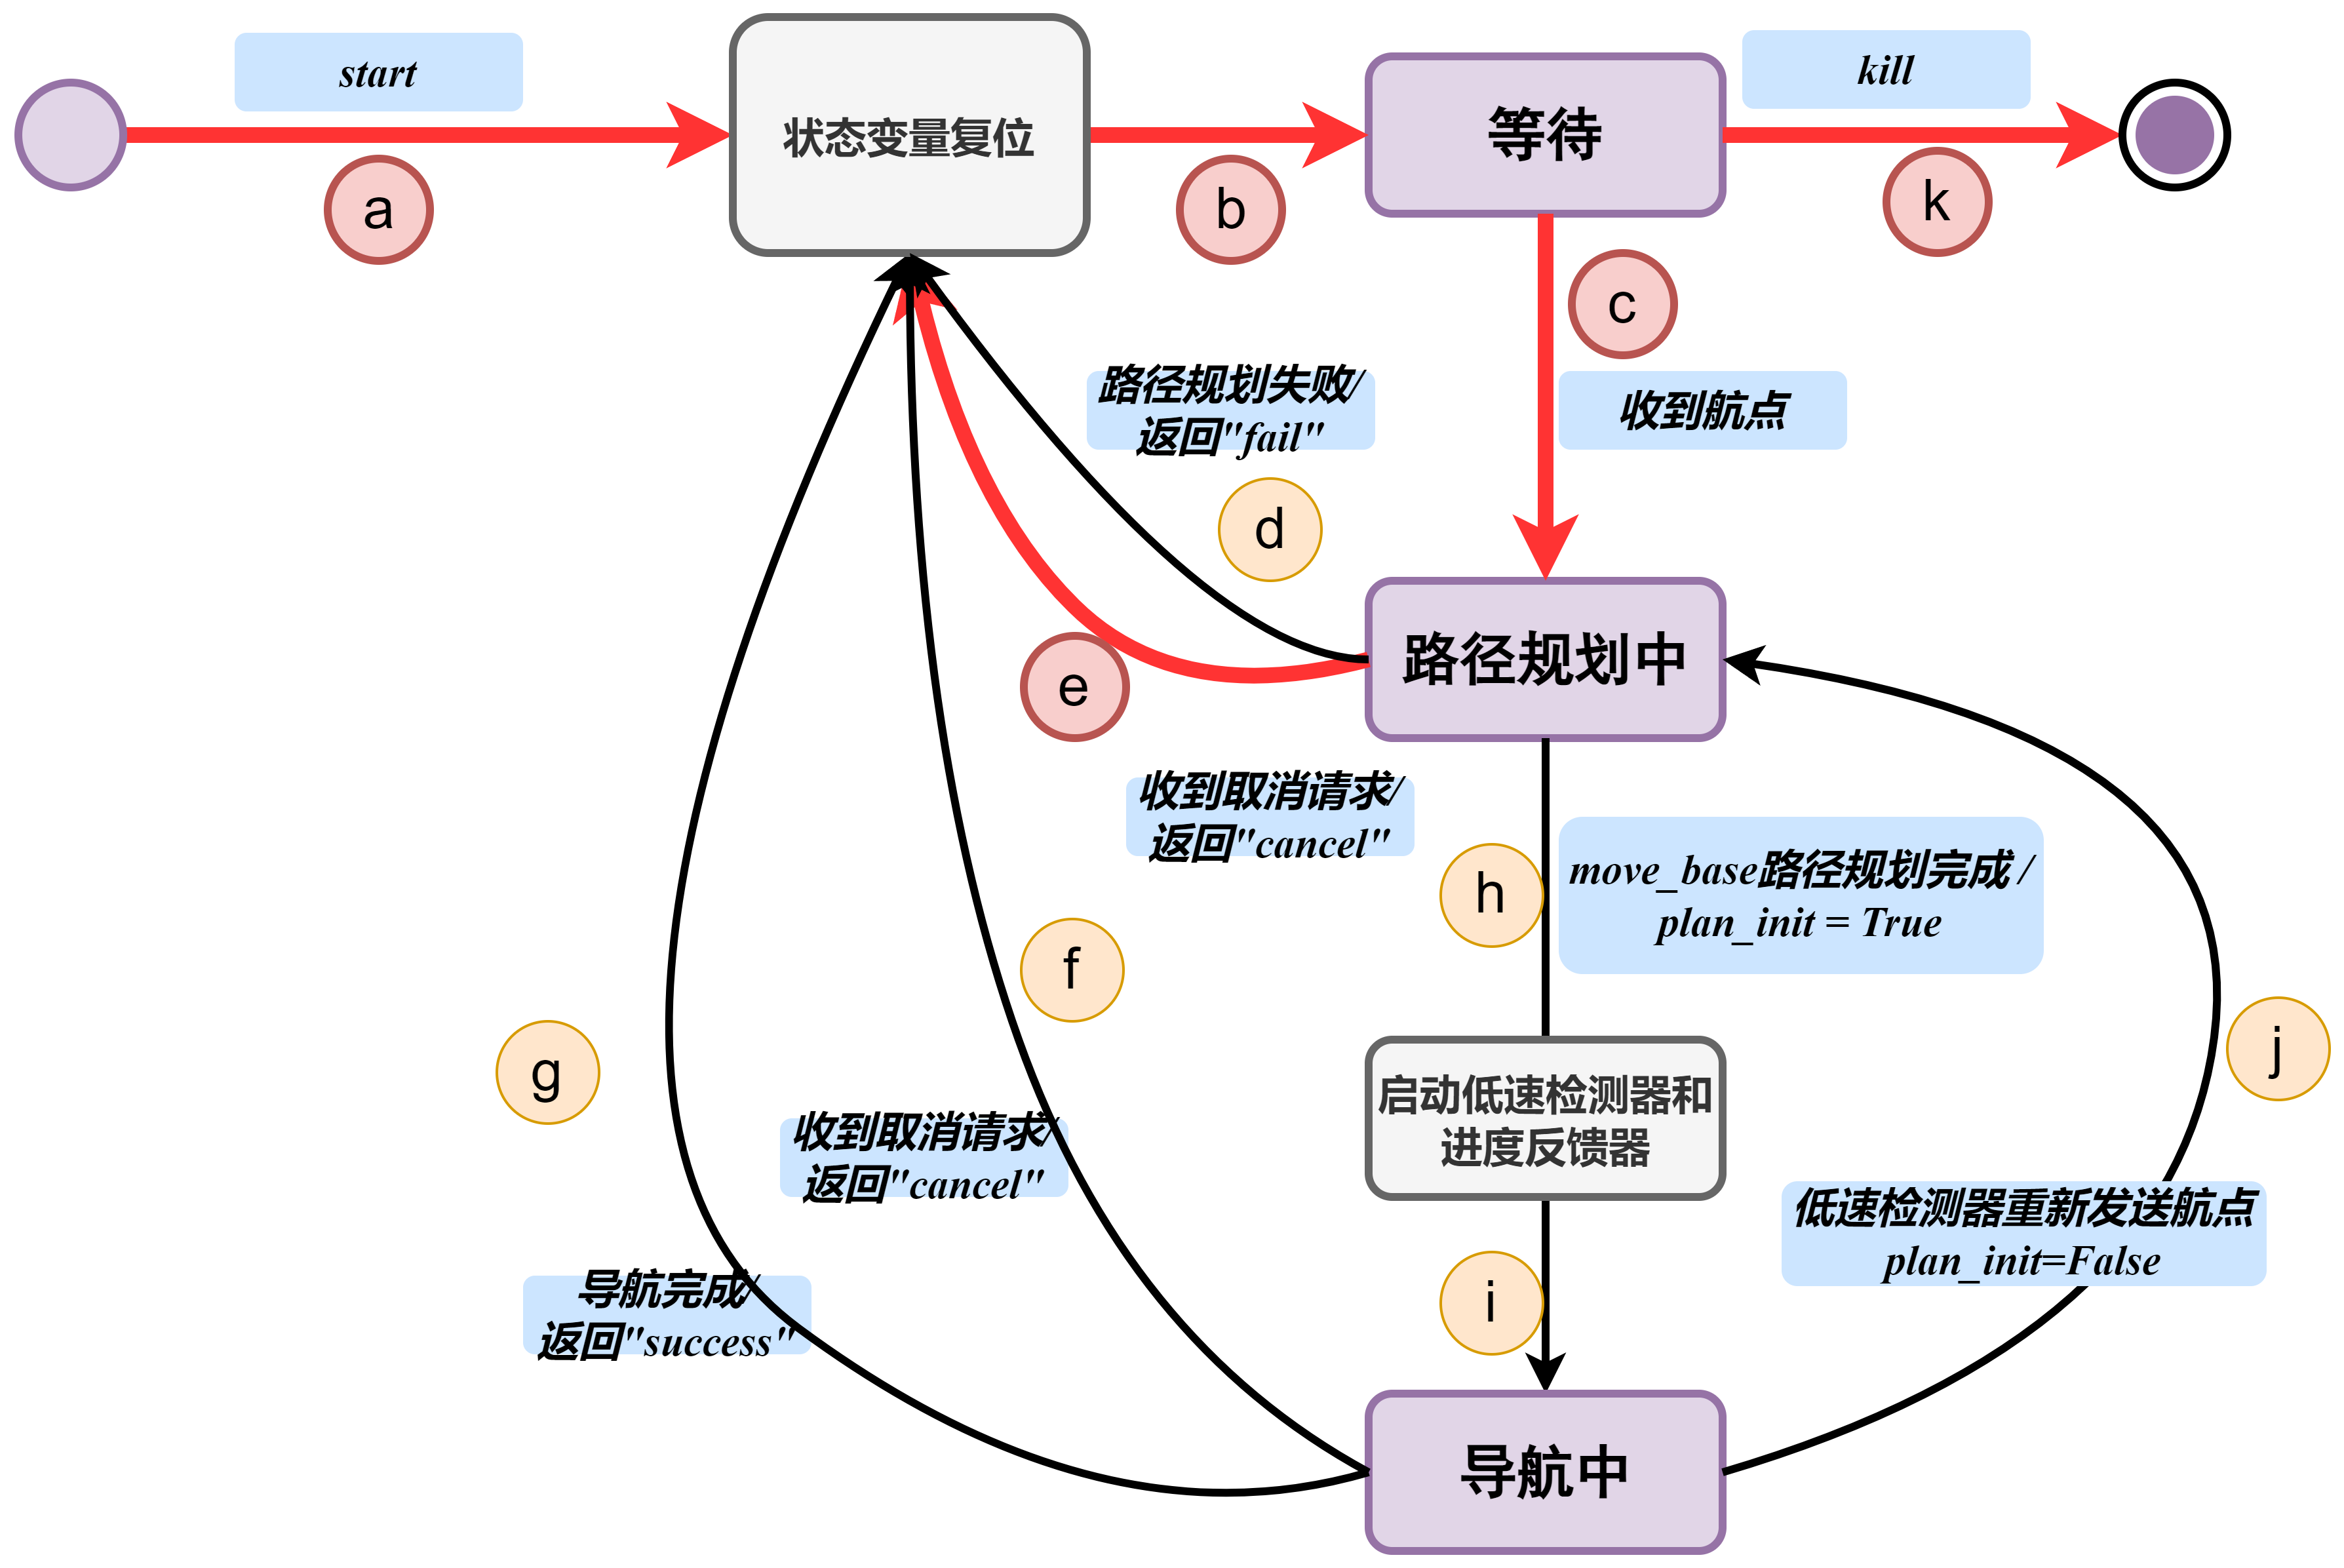 start
a
状态变量复位
b
等待
kill
k
c
收到航点
路径规划失败/
返回"fail"
d
路径规划中
e
收到取消请求/
返回"cancel"
h
move_base路径规划完成 /
plan_init = True
f
g
j
启动低速检测器和
进度反馈器
收到取消请求/
返回"cancel"
低速检测器重新发送航点
plan_init=False
导航完成/
返回"success"
i
导航中